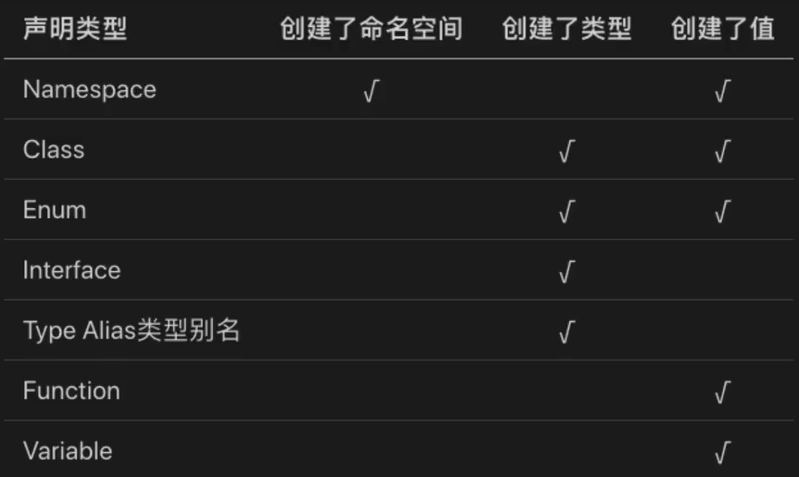 声明类型 创建了命名空间 创建了类型 创建了值
Namespace √ √
Class √ √
Enum √ √
Interface √
Type Alias类型别名 √
Function √
Variable √